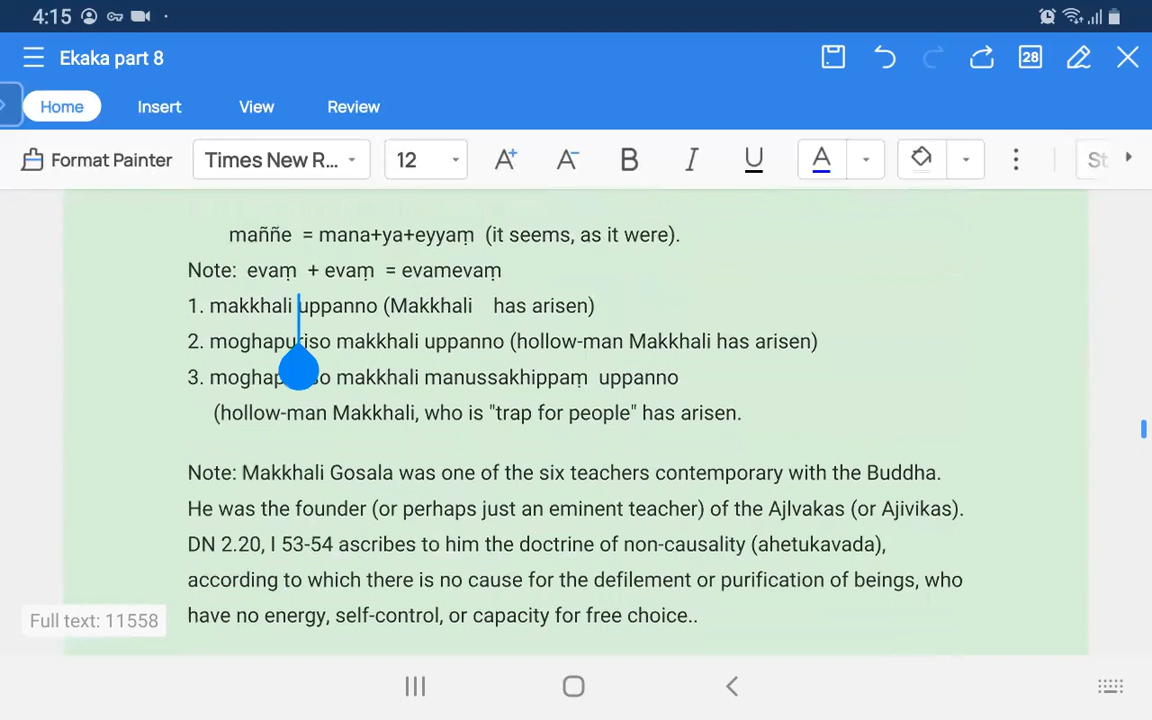 4:15
Ekaka part 8
28
Home Insert View Review
Format Painter Times New R... 12 A+ A- B I U A St
maññe = mana+ya+eyyaṃ (it seems, as it were).
Note: evaṃ + evaṃ = evamevaṃ
1. makkhali uppanno (Makkhali has arisen)
2. moghapuriso makkhali uppanno (hollow-man Makkhali has arisen)
3. moghapuriso makkhali manussakhippaṃ uppanno
(hollow-man Makkhali, who is "trap for people" has arisen.
Note: Makkhali Gosala was one of the six teachers contemporary with the Buddha.
He was the founder (or perhaps just an eminent teacher) of the Ajlvakas (or Ajivikas).
DN 2.20, I 53-54 ascribes to him the doctrine of non-causality (ahetukavada),
according to which there is no cause for the defilement or purification of beings, who
have no energy, self-control, or capacity for free choice..
Full text: 11558